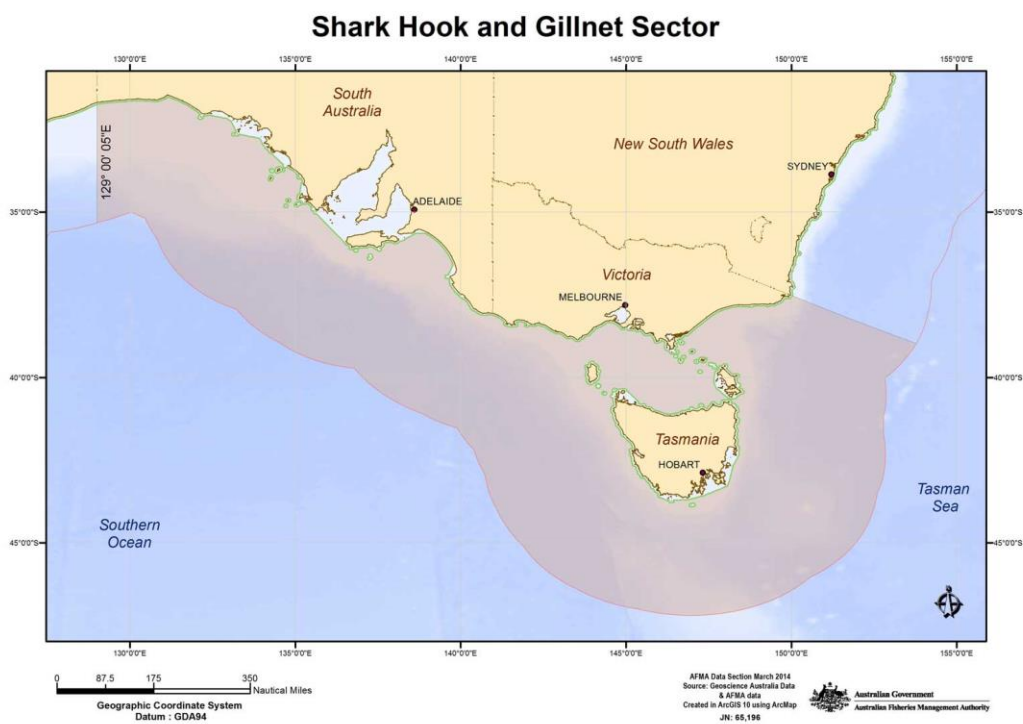 Shark Hook and Gillnet Sector
130°0'0"E
135°0'0"E
140°0'0"E
145°0'0"E
150°0'0"E
155°0'0"E
South
Australia
129° 00' 05"E
New South Wales
SYDNEY
ADELAIDE
35°0'0"S
35°0'0"S
Victoria
MELBOURNE
40°0'0"S
40°0'0"S
Tasmania
HOBART
Tasman
Sea
Southern
Ocean
45°0'0"S
45°0'0"S
130°0'0"E
135°0'0"E
140°0'0"E
145°0'0"E
150°0'0"E
155°0'0"E
0 87.5 175 350
Nautical Miles
Geographic Coordinate System
Datum : GDA94
AFMA Data Section March 2014
Source: Geoscience Australia Data
& AFMA data
Created in ArcGIS 10 using ArcMap
JN: 65,196
Australian Government
Australian Fisheries Management Authority